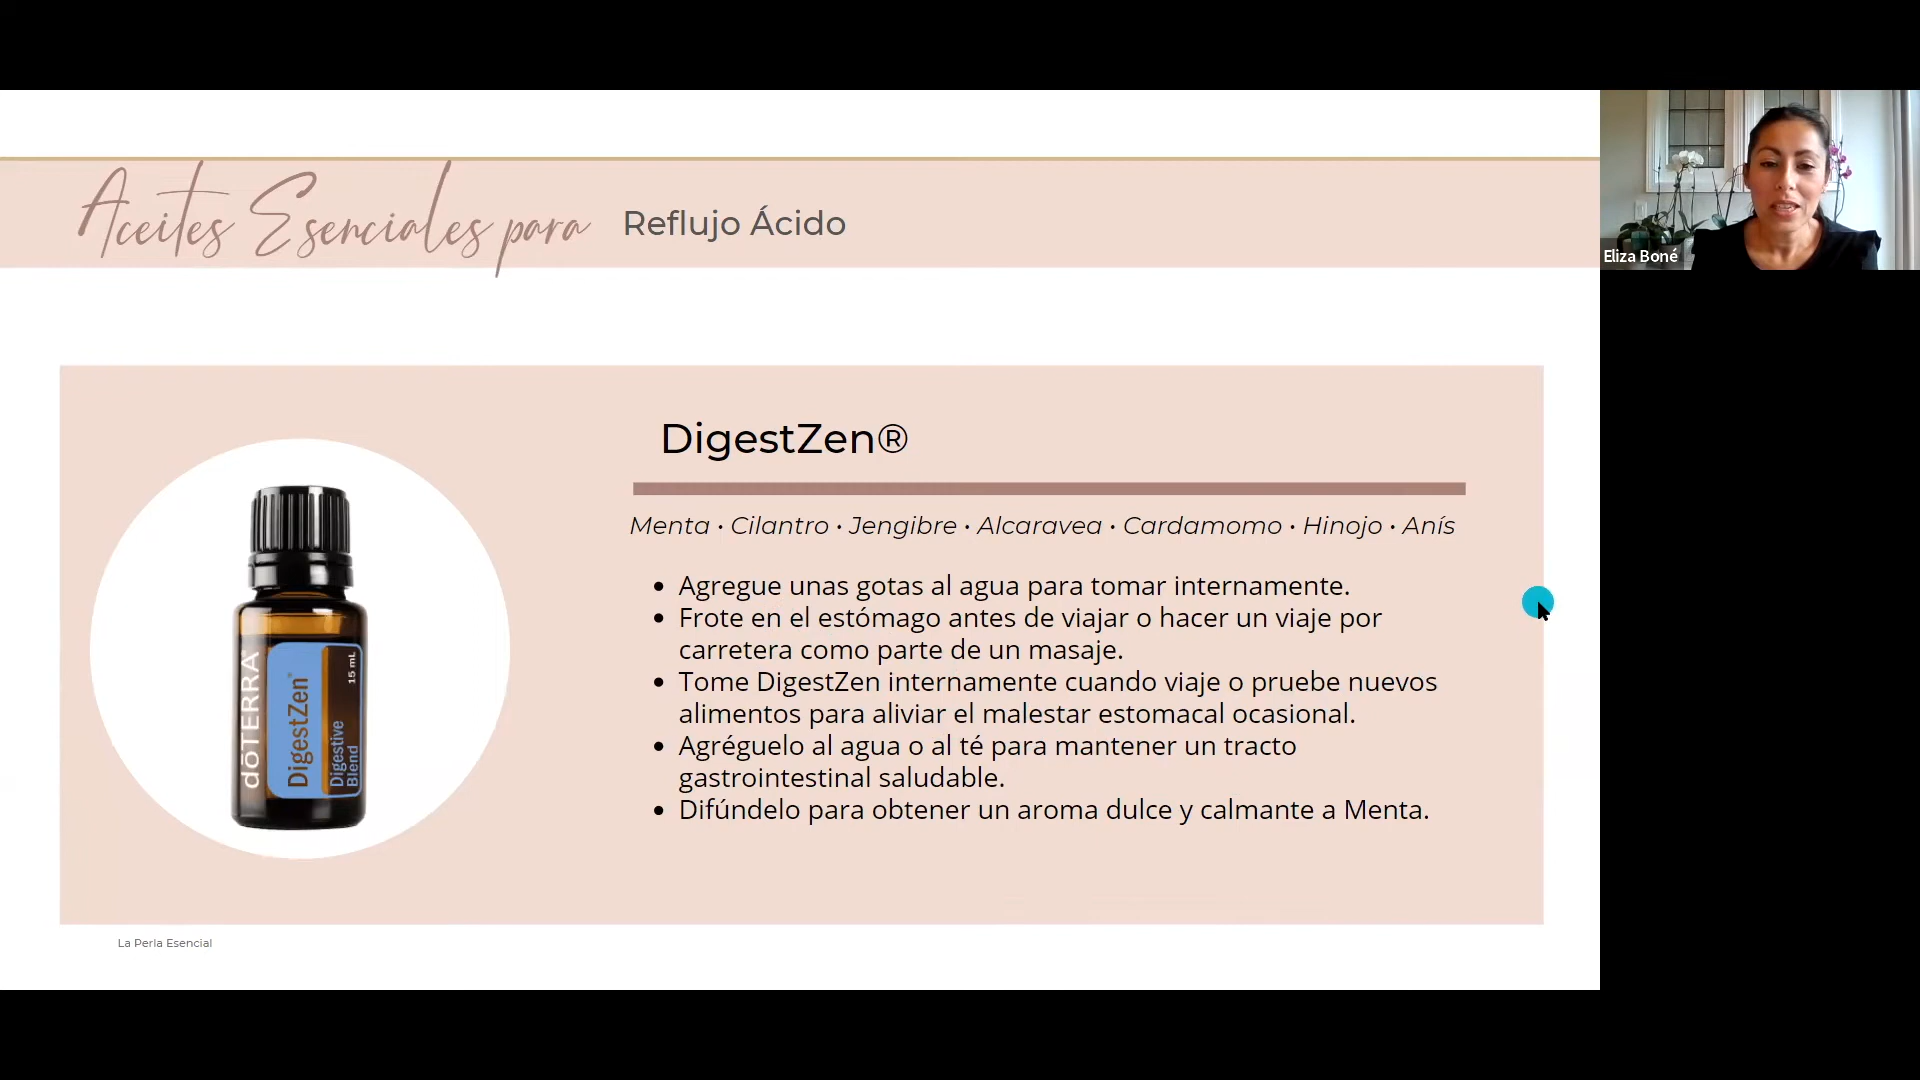 Aceites Esenciales para Reflujo Ácido
Eliza Boné
DigestZen®
Menta • Cilantro • Jengibre • Alcaravea • Cardamomo • Hinojo • Anís
• Agregue unas gotas al agua para tomar internamente.
• Frote en el estómago antes de viajar o hacer un viaje por
carretera como parte de un masaje.
• Tome DigestZen internamente cuando viaje o pruebe nuevos
alimentos para aliviar el malestar estomacal ocasional.
• Agréguelo al agua o al té para mantener un tracto
gastrointestinal saludable.
• Difúndelo para obtener un aroma dulce y calmante a Menta.
dōTERRA®
DigestZen®
Digestive
Blend
15 mL
La Perla Esencial